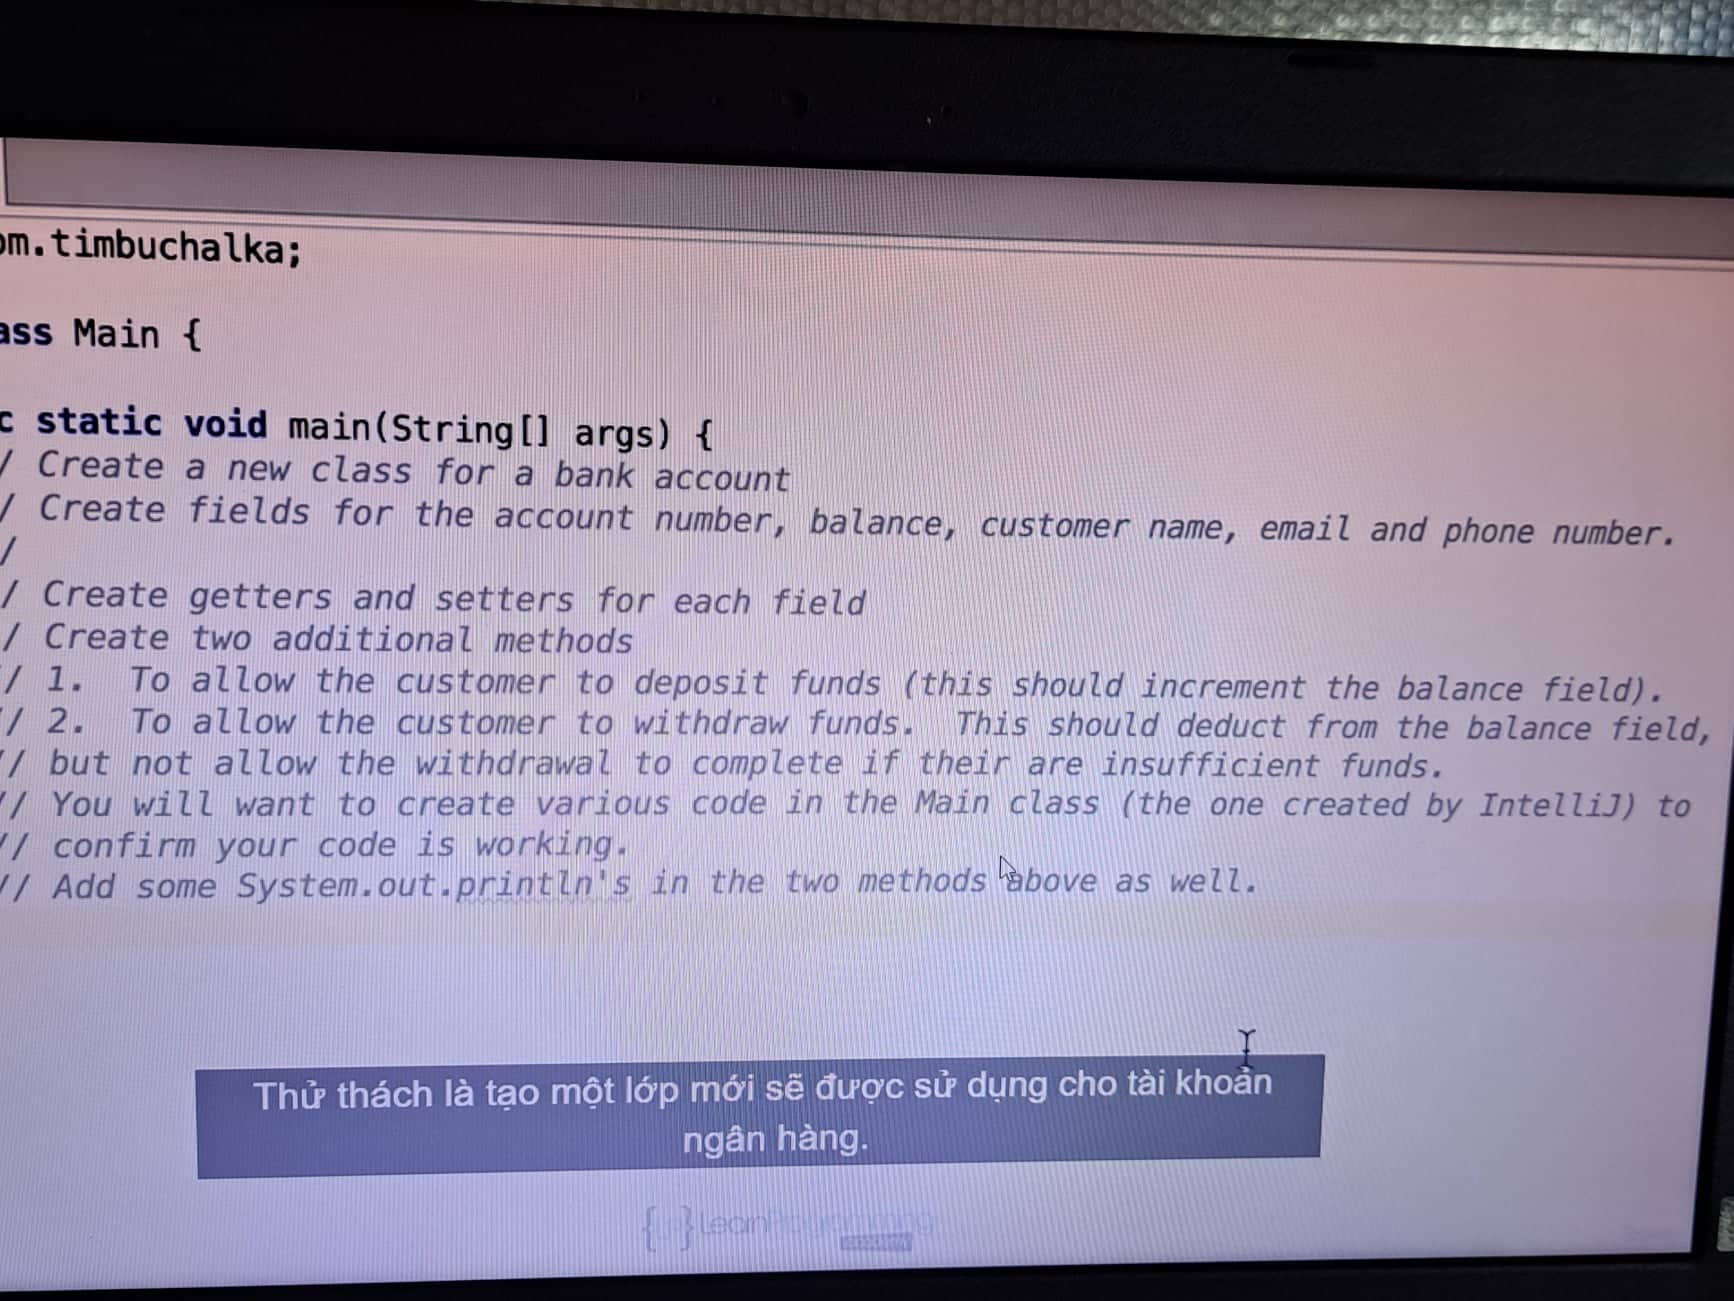 om.timbuchalka;
ass Main {
c static void main(String[] args) {
/ Create a new class for a bank account
/ Create fields for the account number, balance, customer name, email and phone number.
/
/ Create getters and setters for each field
/ Create two additional methods
/ 1.  To allow the customer to deposit funds (this should increment the balance field).
// 2.  To allow the customer to withdraw funds.  This should deduct from the balance field,
// but not allow the withdrawal to complete if their are insufficient funds.
// You will want to create various code in the Main class (the one created by IntelliJ) to
// confirm your code is working.
// Add some System.out.println's in the two methods above as well.
Thử thách là tạo một lớp mới sẽ được sử dụng cho tài khoản
ngân hàng.
{ } LearnProgramming